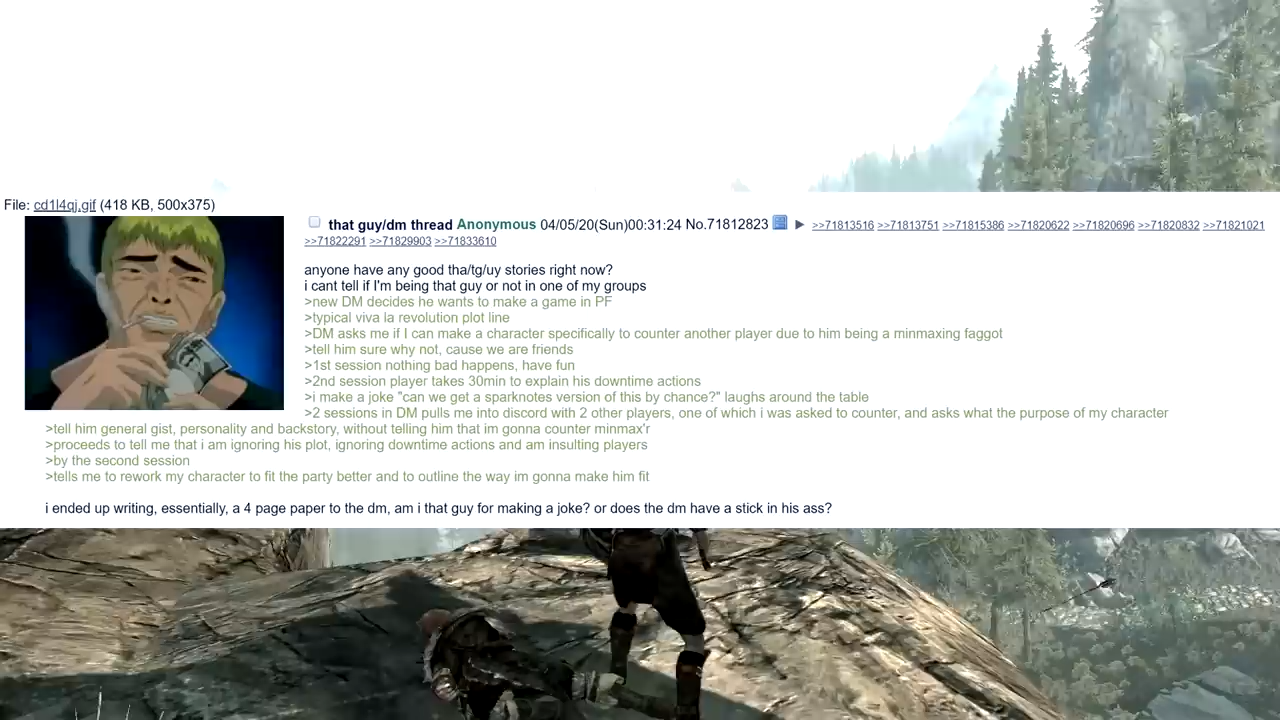 File: cd1l4qj.gif (418 KB, 500x375)
that guy/dm thread Anonymous 04/05/20(Sun)00:31:24 No.71812823 ▶ >>71813516 >>71813751 >>71815386 >>71820622 >>71820696 >>71820832 >>71821021
>>71822291 >>71829903 >>71833610
anyone have any good tha/tg/uy stories right now?
i cant tell if I'm being that guy or not in one of my groups
>new DM decides he wants to make a game in PF
>typical viva la revolution plot line
>DM asks me if I can make a character specifically to counter another player due to him being a minmaxing faggot
>tell him sure why not, cause we are friends
>1st session nothing bad happens, have fun
>2nd session player takes 30min to explain his downtime actions
>i make a joke "can we get a sparknotes version of this by chance?" laughs around the table
>2 sessions in DM pulls me into discord with 2 other players, one of which i was asked to counter, and asks what the purpose of my character
>tell him general gist, personality and backstory, without telling him that im gonna counter minmax'r
>proceeds to tell me that i am ignoring his plot, ignoring downtime actions and am insulting players
>by the second session
>tells me to rework my character to fit the party better and to outline the way im gonna make him fit
i ended up writing, essentially, a 4 page paper to the dm, am i that guy for making a joke? or does the dm have a stick in his ass?